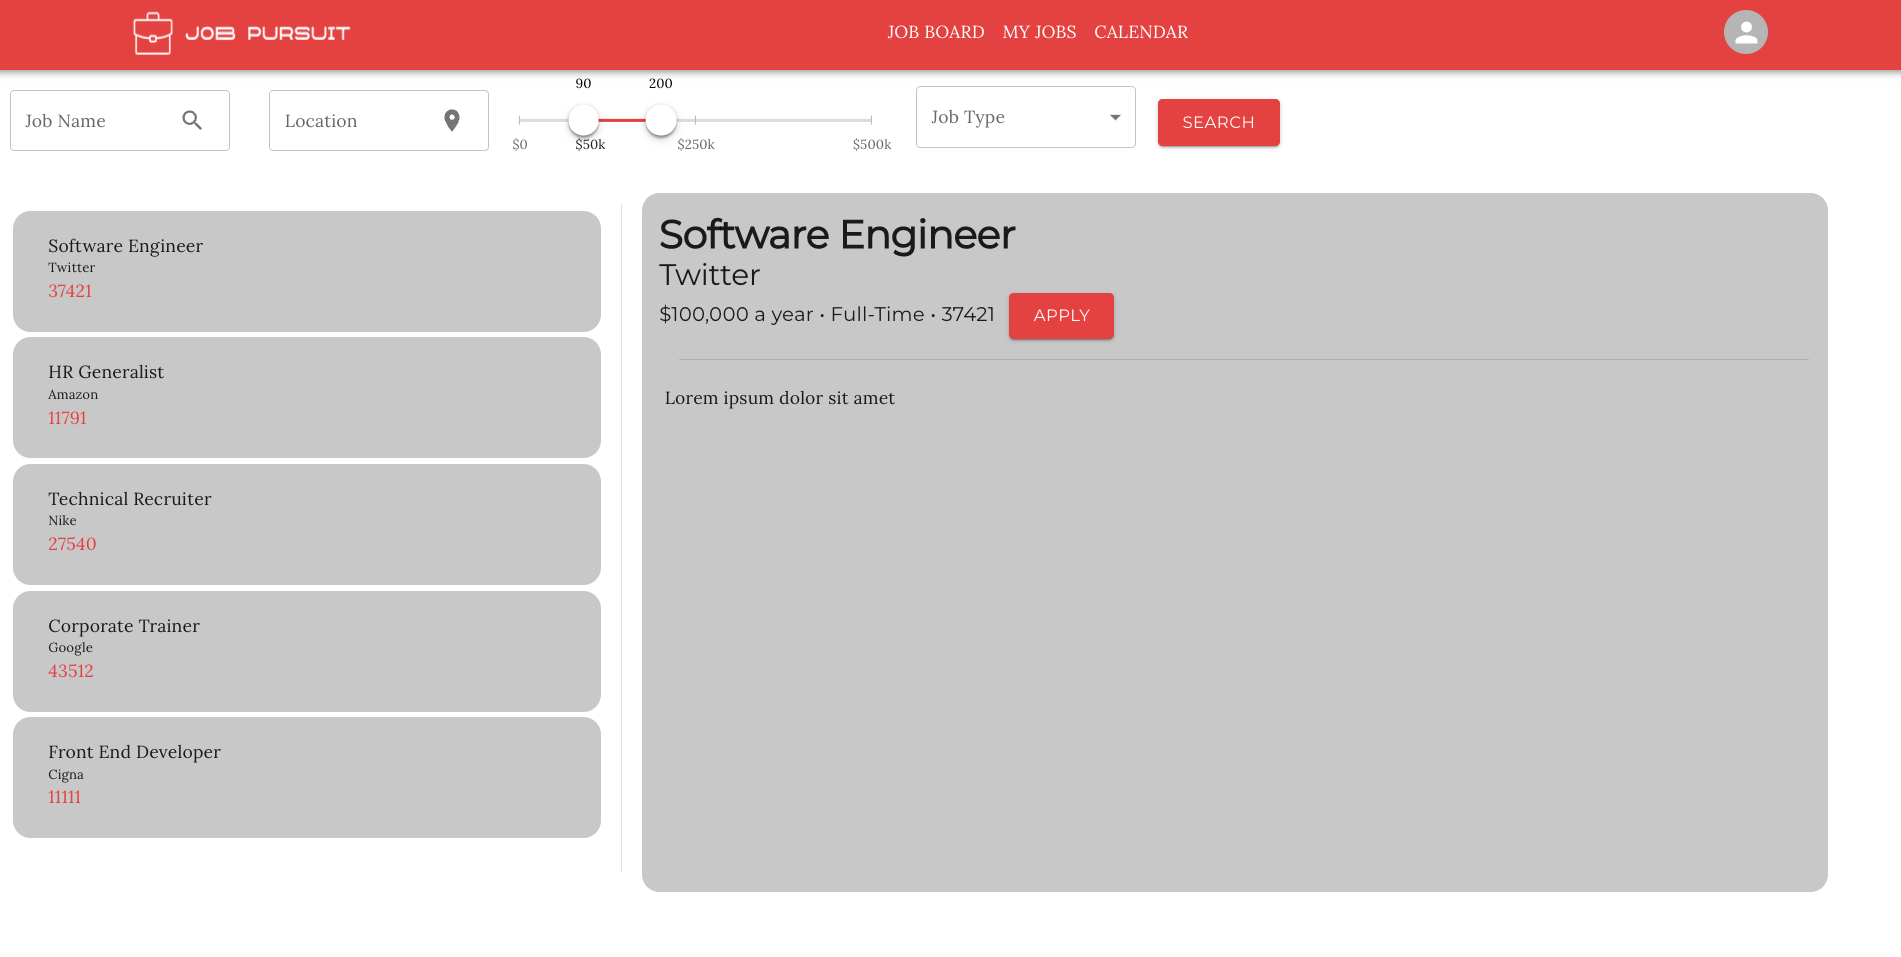 JOB PURSUIT
JOB BOARD MY JOBS CALENDAR
Job Name
Location
90 200
$0 $50k $250k $500k
Job Type
SEARCH
Software Engineer
Twitter
37421
HR Generalist
Amazon
11791
Technical Recruiter
Nike
27540
Corporate Trainer
Google
43512
Front End Developer
Cigna
11111
Software Engineer
Twitter
$100,000 a year • Full-Time • 37421 APPLY
Lorem ipsum dolor sit amet